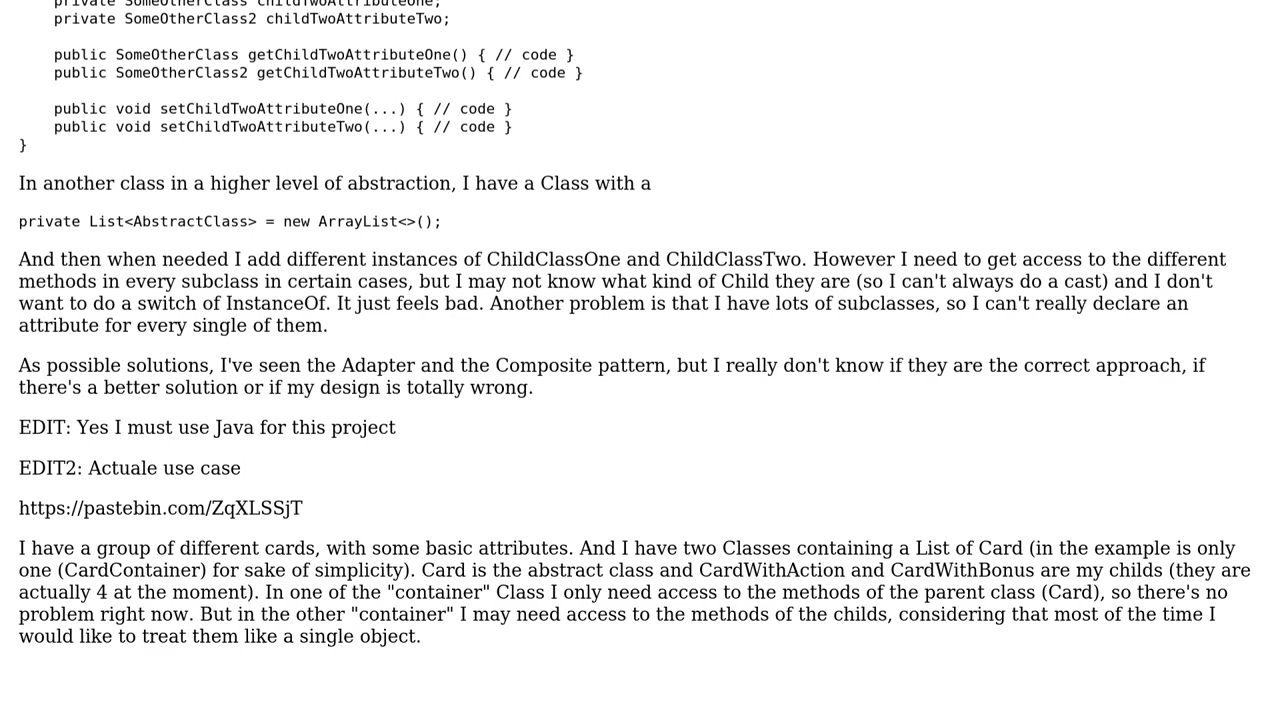 private SomeOtherClass childTwoAttributeOne;
private SomeOtherClass2 childTwoAttributeTwo;
public SomeOtherClass getChildTwoAttributeOne() { // code }
public SomeOtherClass2 getChildTwoAttributeTwo() { // code }
public void setChildTwoAttributeOne(...) { // code }
public void setChildTwoAttributeTwo(...) { // code }
}
In another class in a higher level of abstraction, I have a Class with a
private List<AbstractClass> = new ArrayList<>();
And then when needed I add different instances of ChildClassOne and ChildClassTwo. However I need to get access to the different
methods in every subclass in certain cases, but I may not know what kind of Child they are (so I can't always do a cast) and I don't
want to do a switch of InstanceOf. It just feels bad. Another problem is that I have lots of subclasses, so I can't really declare an
attribute for every single of them.
As possible solutions, I've seen the Adapter and the Composite pattern, but I really don't know if they are the correct approach, if
there's a better solution or if my design is totally wrong.
EDIT: Yes I must use Java for this project
EDIT2: Actuale use case
https://pastebin.com/ZqXLSSjT
I have a group of different cards, with some basic attributes. And I have two Classes containing a List of Card (in the example is only
one (CardContainer) for sake of simplicity). Card is the abstract class and CardWithAction and CardWithBonus are my childs (they are
actually 4 at the moment). In one of the "container" Class I only need access to the methods of the parent class (Card), so there's no
problem right now. But in the other "container" I may need access to the methods of the childs, considering that most of the time I
would like to treat them like a single object.